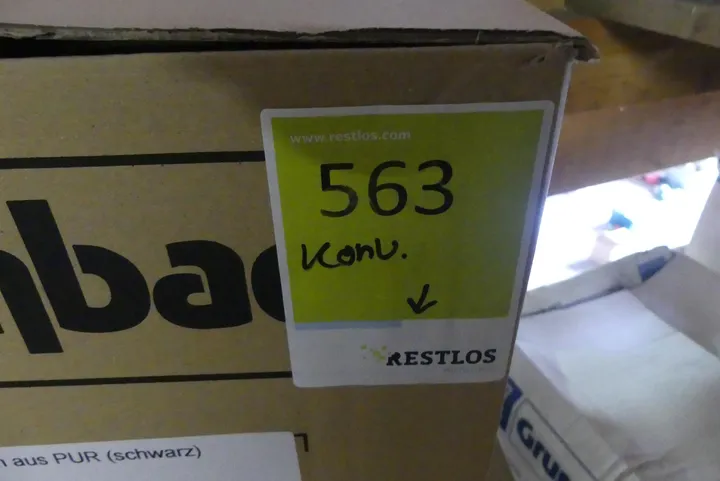 www.restlos.com
563
Konv.
RESTLOS
aus PUR (schwarz)